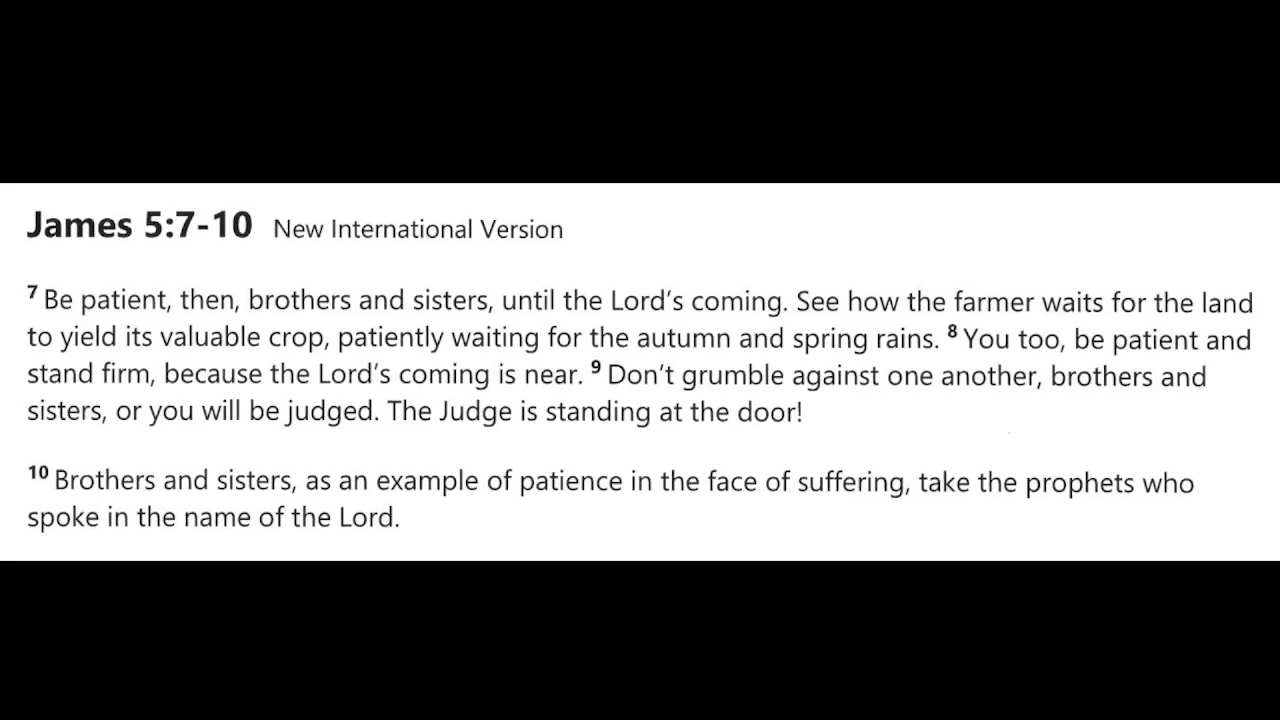 James 5:7-10 New International Version
7 Be patient, then, brothers and sisters, until the Lord’s coming. See how the farmer waits for the land
to yield its valuable crop, patiently waiting for the autumn and spring rains. 8 You too, be patient and
stand firm, because the Lord’s coming is near. 9 Don’t grumble against one another, brothers and
sisters, or you will be judged. The Judge is standing at the door!
10 Brothers and sisters, as an example of patience in the face of suffering, take the prophets who
spoke in the name of the Lord.